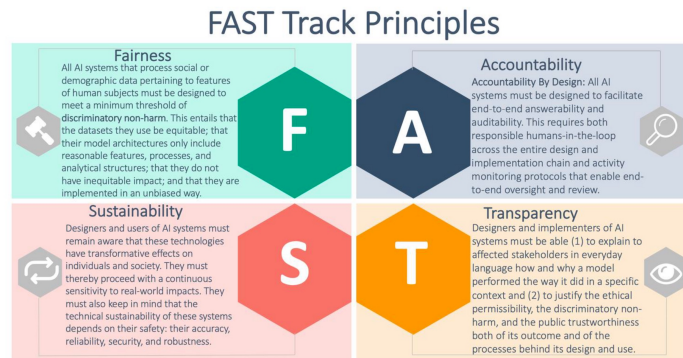 FAST Track Principles
Fairness
All AI systems that process social or
demographic data pertaining to features
of human subjects must be designed to
meet a minimum threshold of
discriminatory non-harm. This entails that
the datasets they use be equitable; that
their model architectures only include
reasonable features, processes, and
analytical structures; that they do not
have inequitable impact; and that they are
implemented in an unbiased way.
F
A
Accountability
Accountability By Design: All AI
systems must be designed to facilitate
end-to-end answerability and
auditability. This requires both
responsible humans-in-the-loop
across the entire design and
implementation chain and activity
monitoring protocols that enable end-
to-end oversight and review.
Sustainability
Designers and users of AI systems must
remain aware that these technologies
have transformative effects on
individuals and society. They must
thereby proceed with a continuous
sensitivity to real-world impacts. They
must also keep in mind that the
technical sustainability of these systems
depends on their safety: their accuracy,
reliability, security, and robustness.
S
T
Transparency
Designers and implementers of AI
systems must be able (1) to explain to
affected stakeholders in everyday
language how and why a model
performed the way it did in a specific
context and (2) to justify the ethical
permissibility, the discriminatory non-
harm, and the public trustworthiness
both of its outcome and of the
processes behind its design and use.